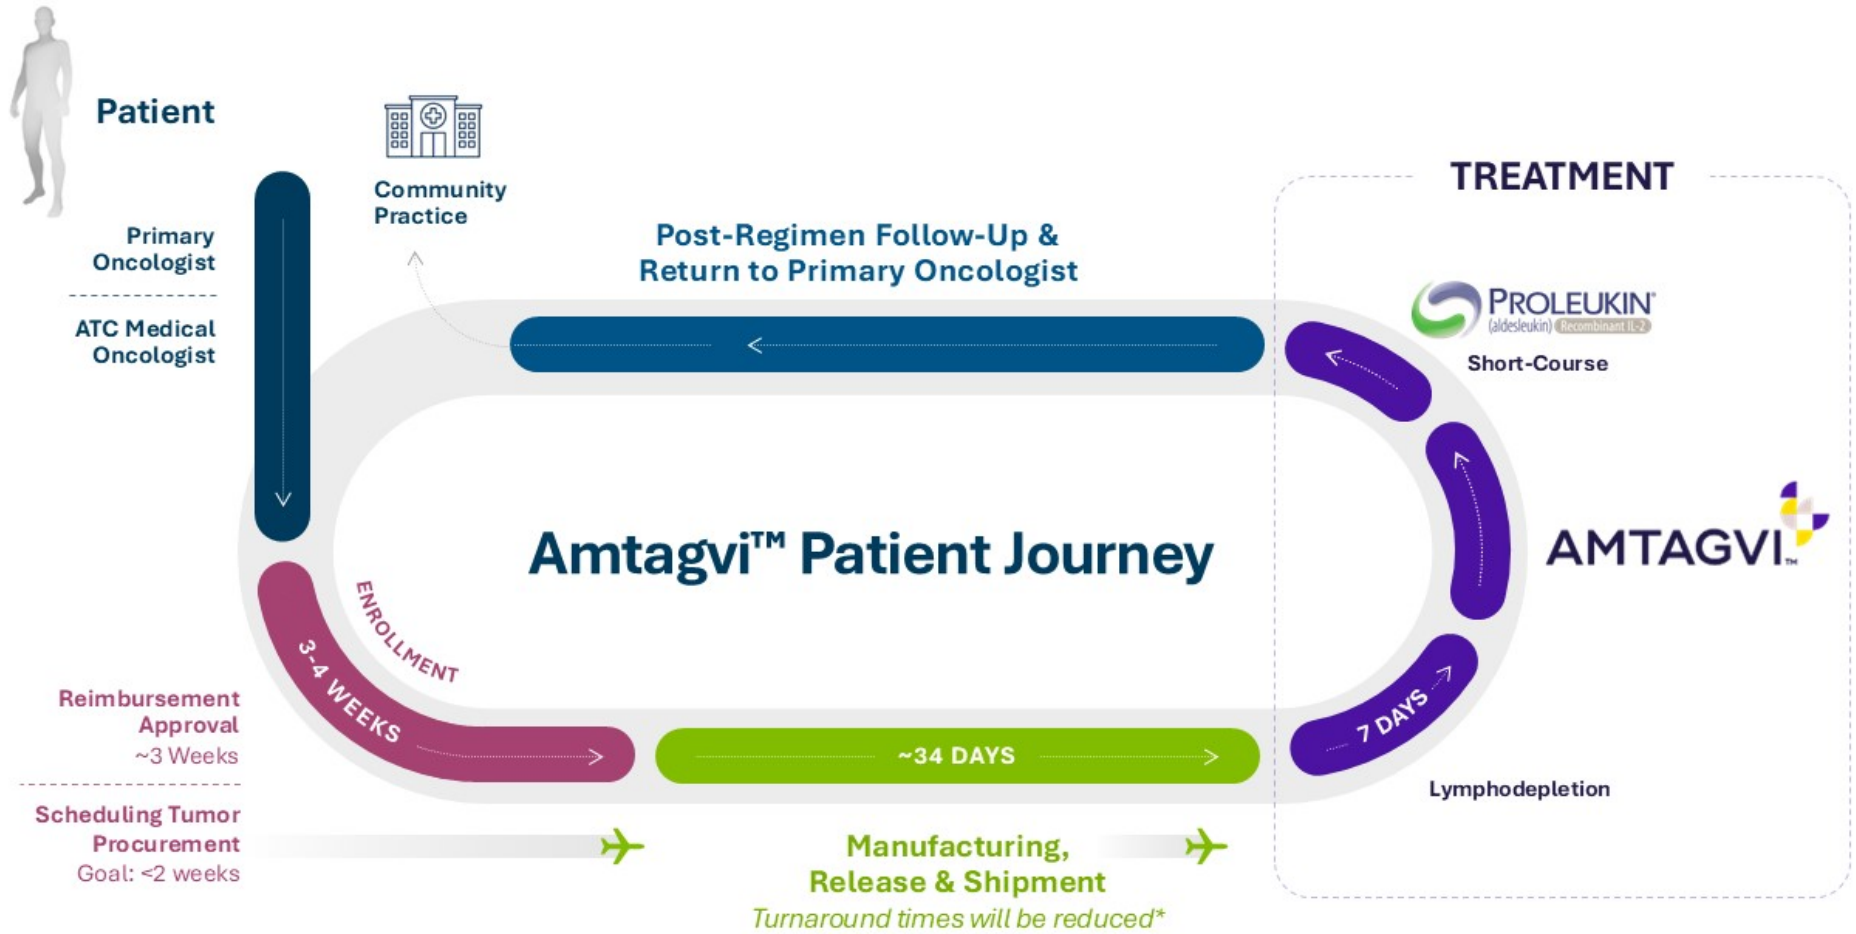 Patient
Primary
Oncologist
ATC Medical
Oncologist
Community
Practice
Post-Regimen Follow-Up &
Return to Primary Oncologist
TREATMENT
PROLEUKIN®
(aldesleukin) Recombinant IL-2
Short-Course
Amtagvi™ Patient Journey
AMTAGVI™
ENROLLMENT
3-4 WEEKS
Reimbursement
Approval
~3 Weeks
Scheduling Tumor
Procurement
Goal: <2 weeks
~34 DAYS
7 DAYS
Lymphodepletion
Manufacturing,
Release & Shipment
Turnaround times will be reduced*